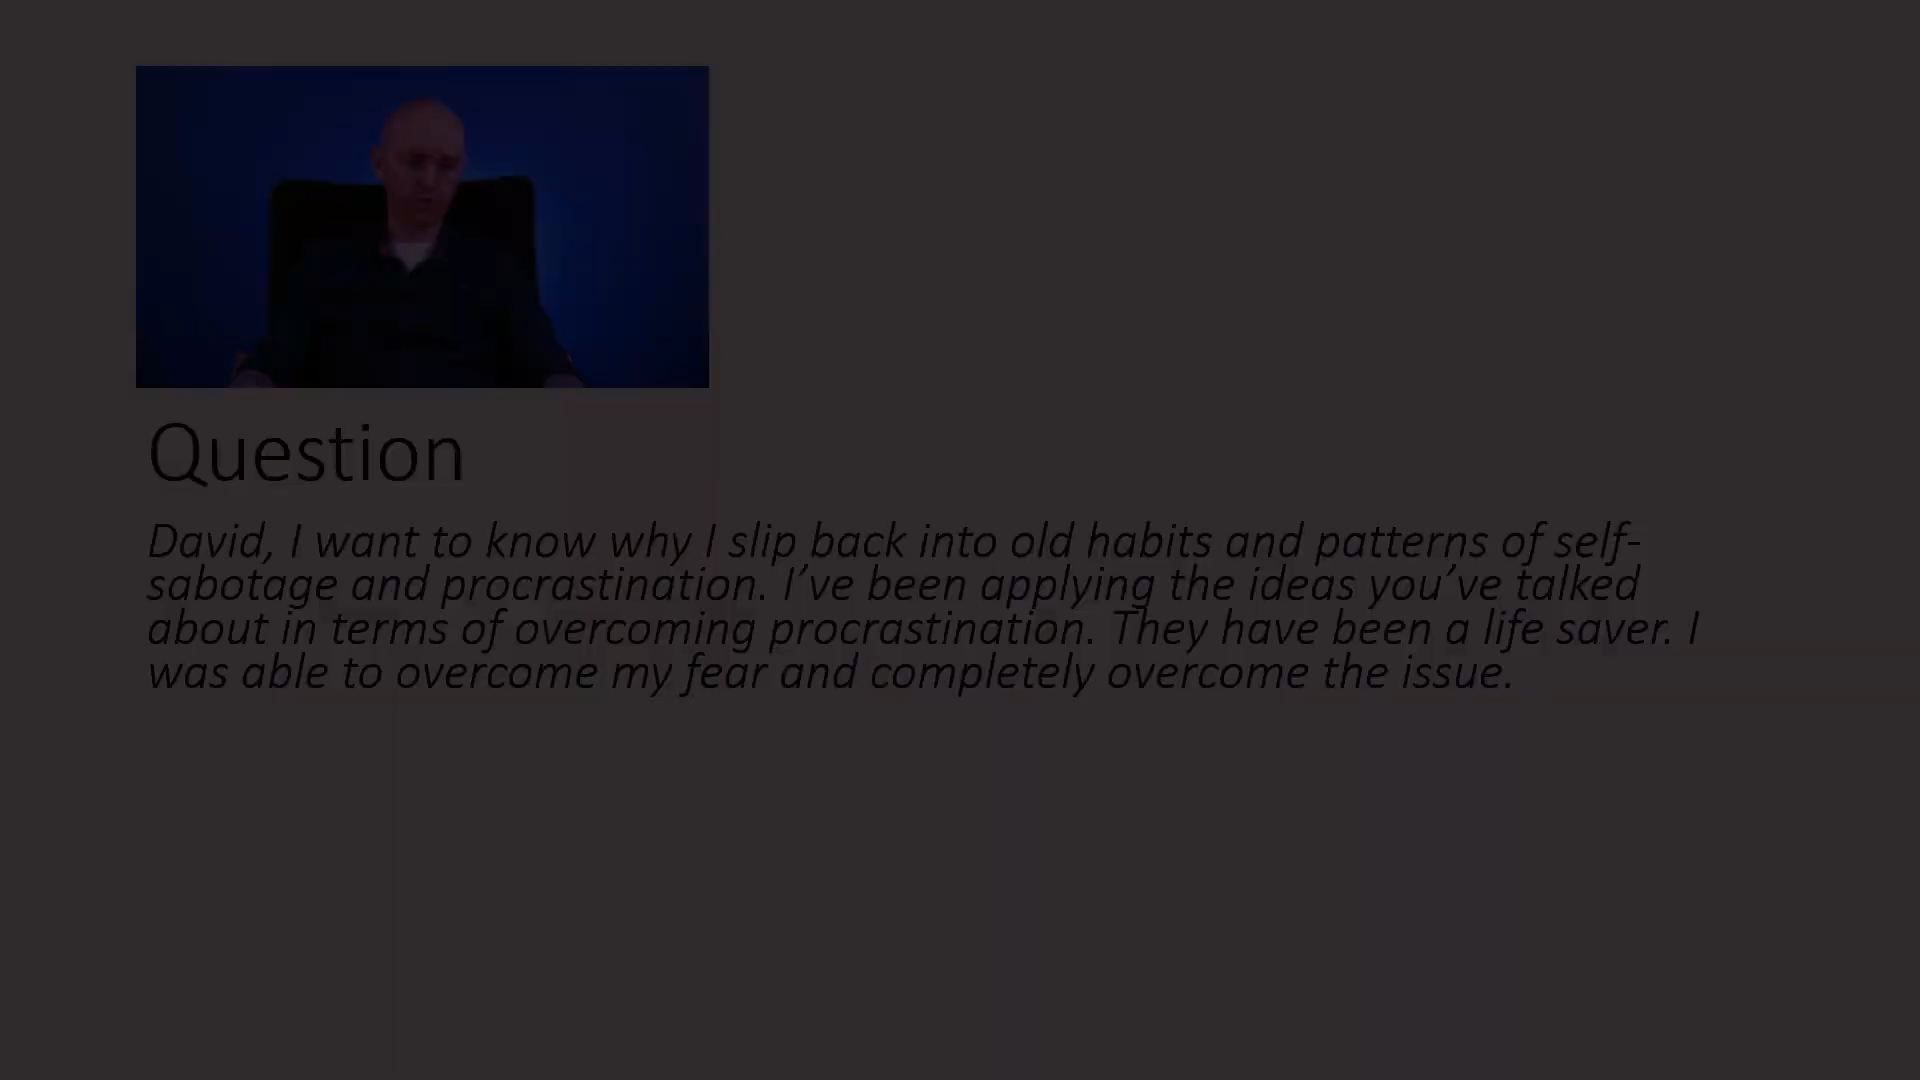 Question
David, I want to know why I slip back into old habits and patterns of self-
sabotage and procrastination. I’ve been applying the ideas you’ve talked
about in terms of overcoming procrastination. They have been a life saver. I
was able to overcome my fear and completely overcome the issue.